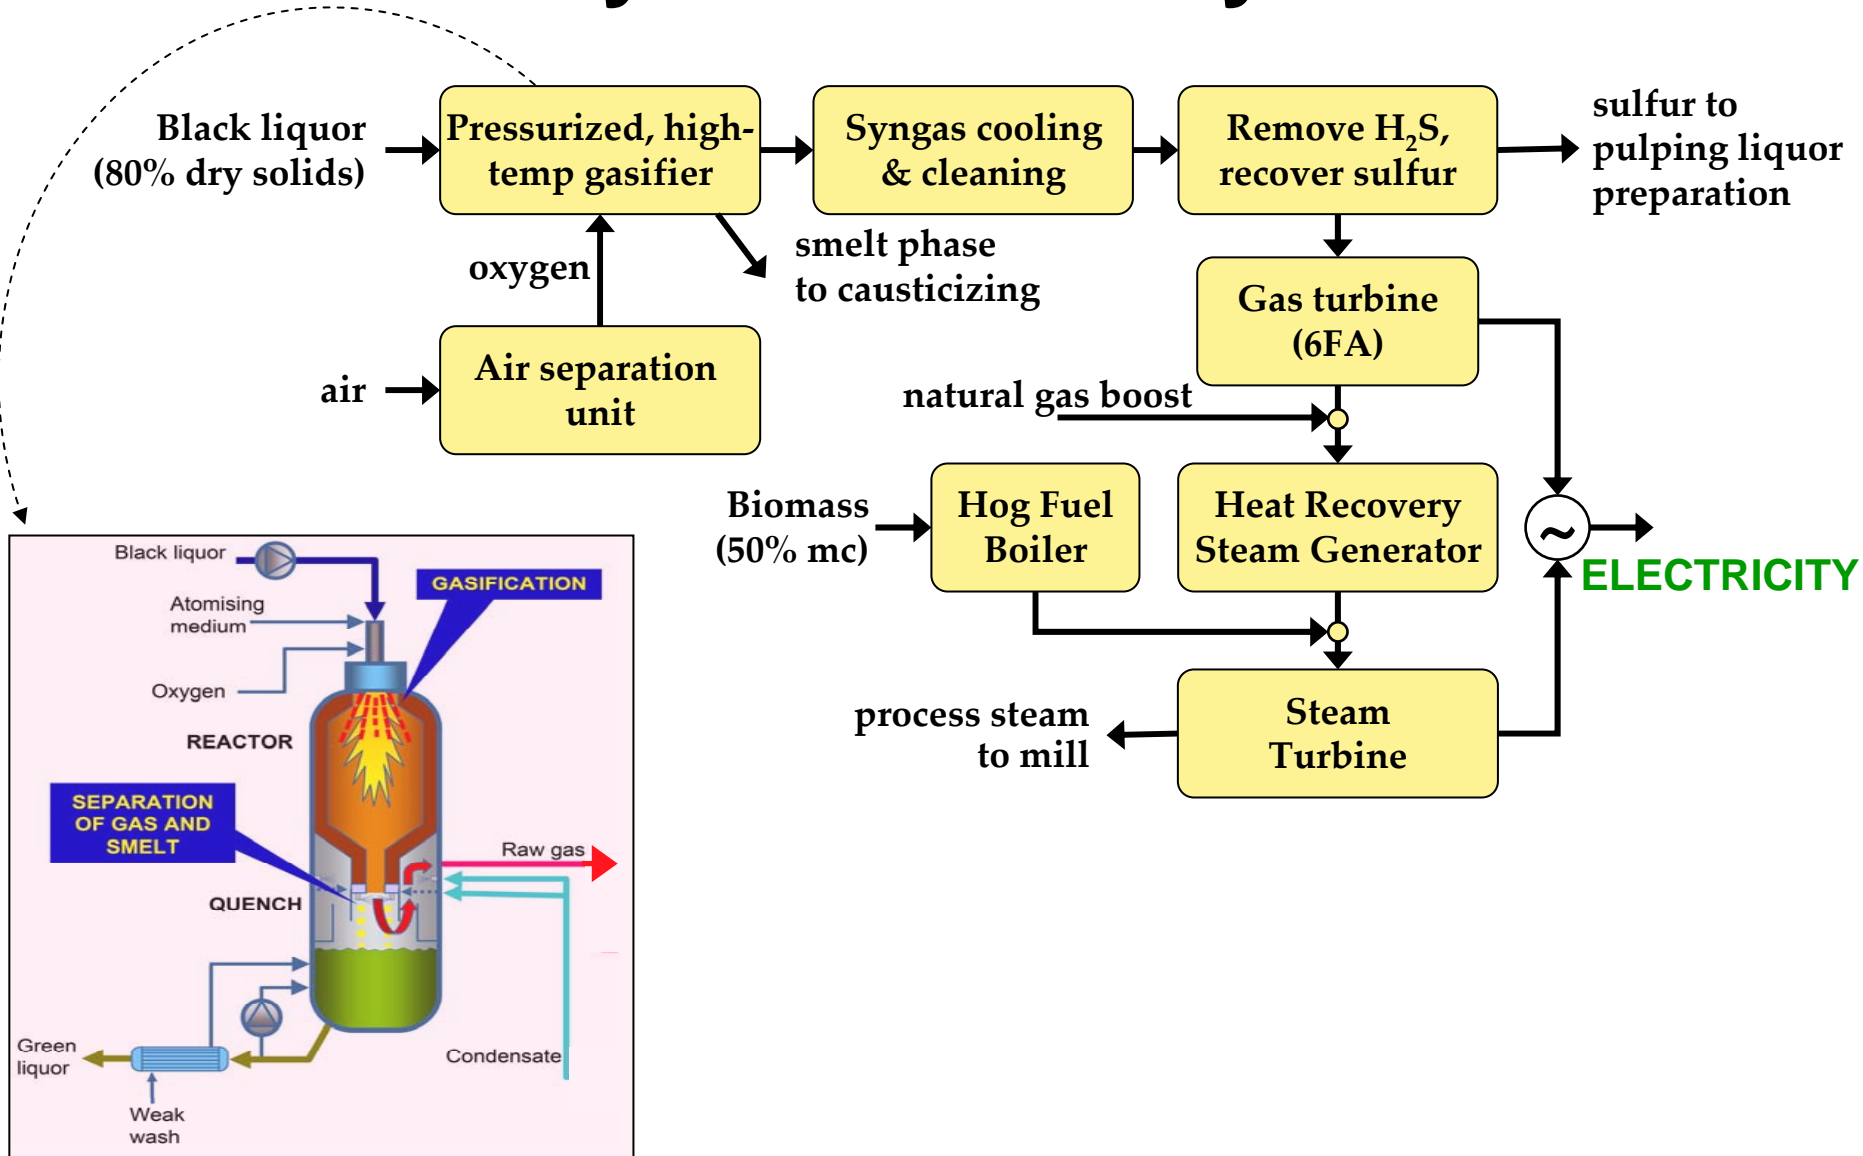 Black liquor
(80% dry solids)
Pressurized, high-
temp gasifier
Syngas cooling
& cleaning
Remove H₂S,
recover sulfur
sulfur to
pulping liquor
preparation
oxygen
smelt phase
to causticizing
air
Air separation
unit
Gas turbine
(6FA)
natural gas boost
Biomass
(50% mc)
Hog Fuel
Boiler
Heat Recovery
Steam Generator
~
ELECTRICITY
process steam
to mill
Steam
Turbine
Black liquor
GASIFICATION
Atomising
medium
Oxygen
REACTOR
SEPARATION
OF GAS AND
SMELT
Raw gas
QUENCH
Green
liquor
Condensate
Weak
wash